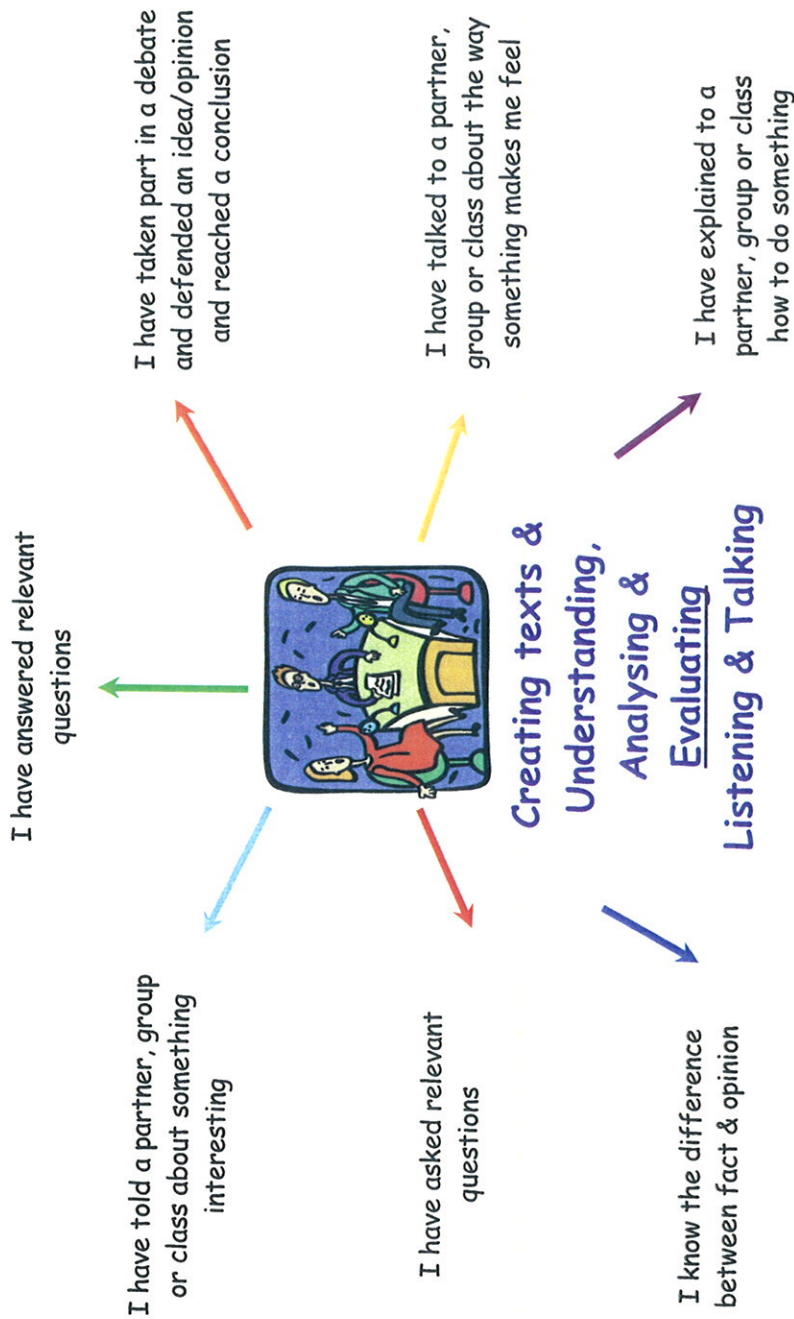 I have answered relevant
questions
I have told a partner, group
or class about something
interesting
I have taken part in a debate
and defended an idea/opinion
and reached a conclusion
I have asked relevant
questions
I have talked to a partner,
group or class about the way
something makes me feel
Creating texts &
Understanding,
Analysing &
Evaluating
Listening & Talking
I know the difference
between fact & opinion
I have explained to a
partner, group or class
how to do something